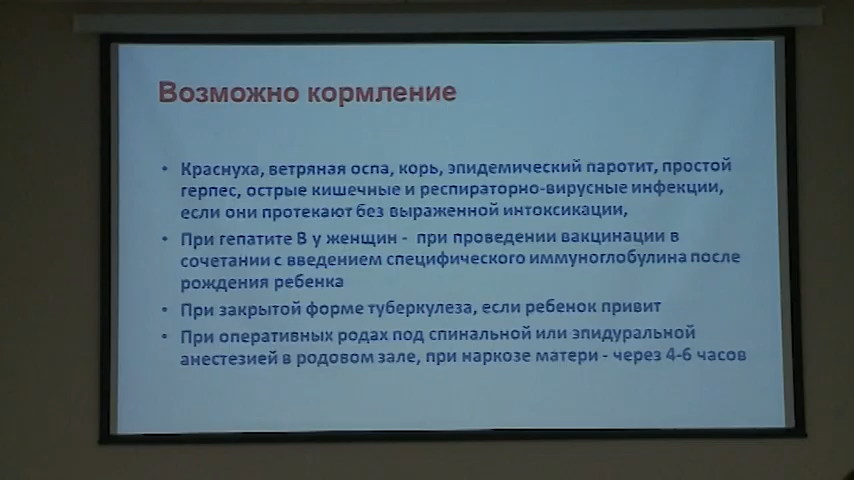 Возможно кормление
• Краснуха, ветряная оспа, корь, эпидемический паротит, простой
герпес, острые кишечные и респираторно-вирусные инфекции,
если они протекают без выраженной интоксикации,
• При гепатите В у женщин - при проведении вакцинации в
сочетании с введением специфического иммуноглобулина после
рождения ребенка
• При закрытой форме туберкулеза, если ребенок привит
• При оперативных родах под спинальной или эпидуральной
анестезией в родовом зале, при наркозе матери - через 4-6 часов